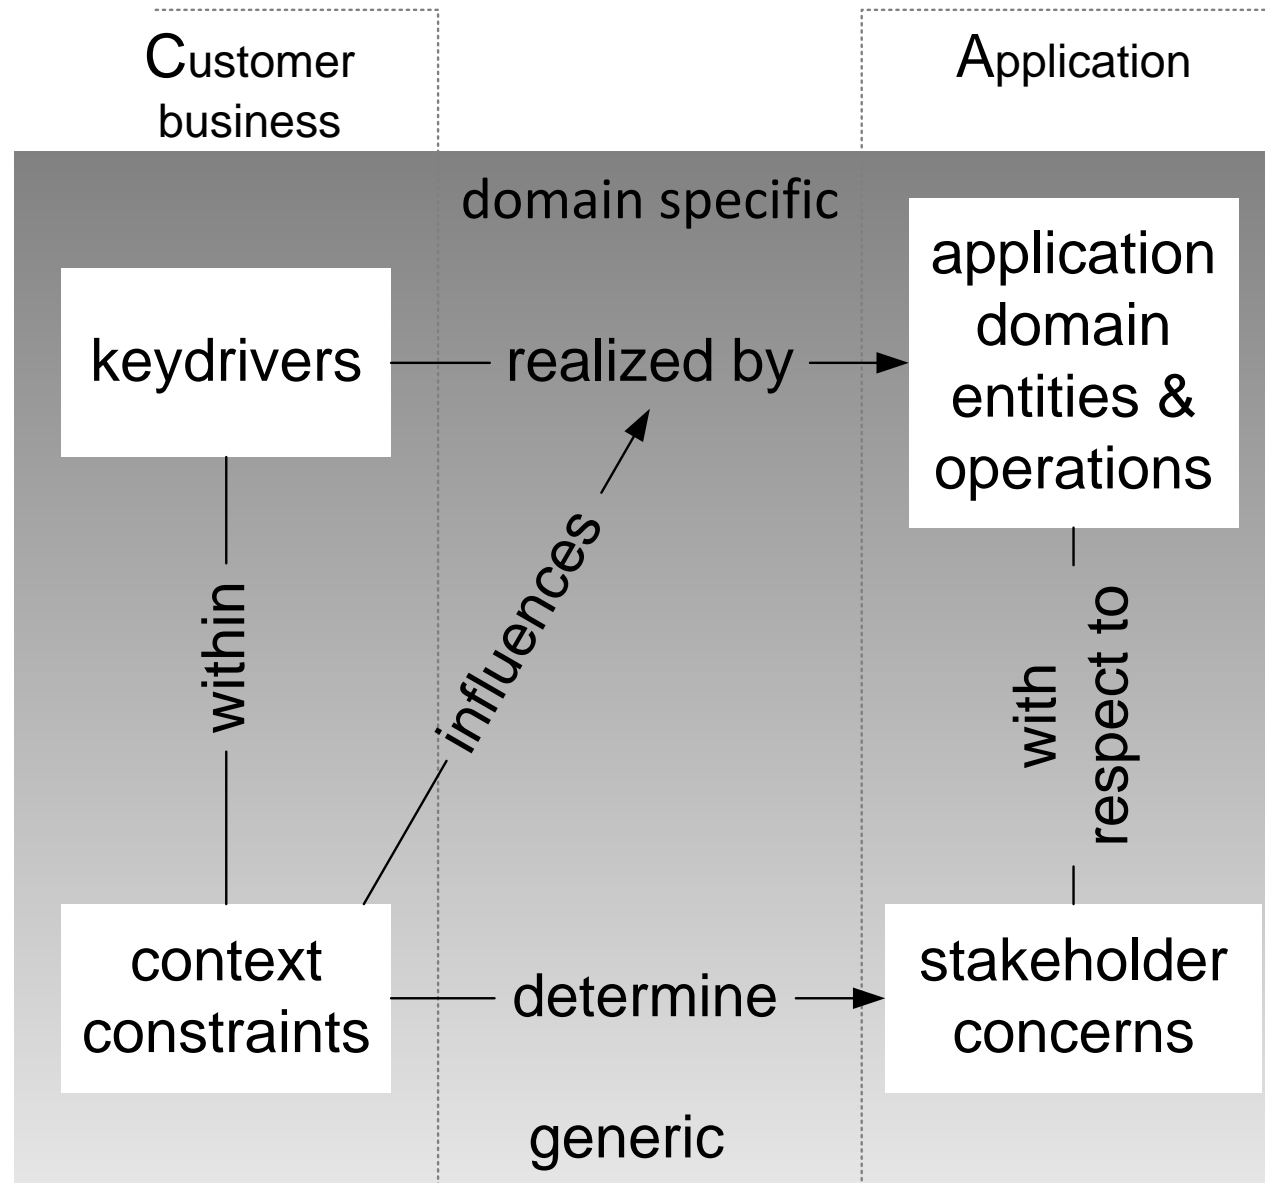 Customer
business
Application
domain specific
keydrivers
realized by
application
domain
entities &
operations
influences
within
with
respect to
context
constraints
determine
stakeholder
concerns
generic